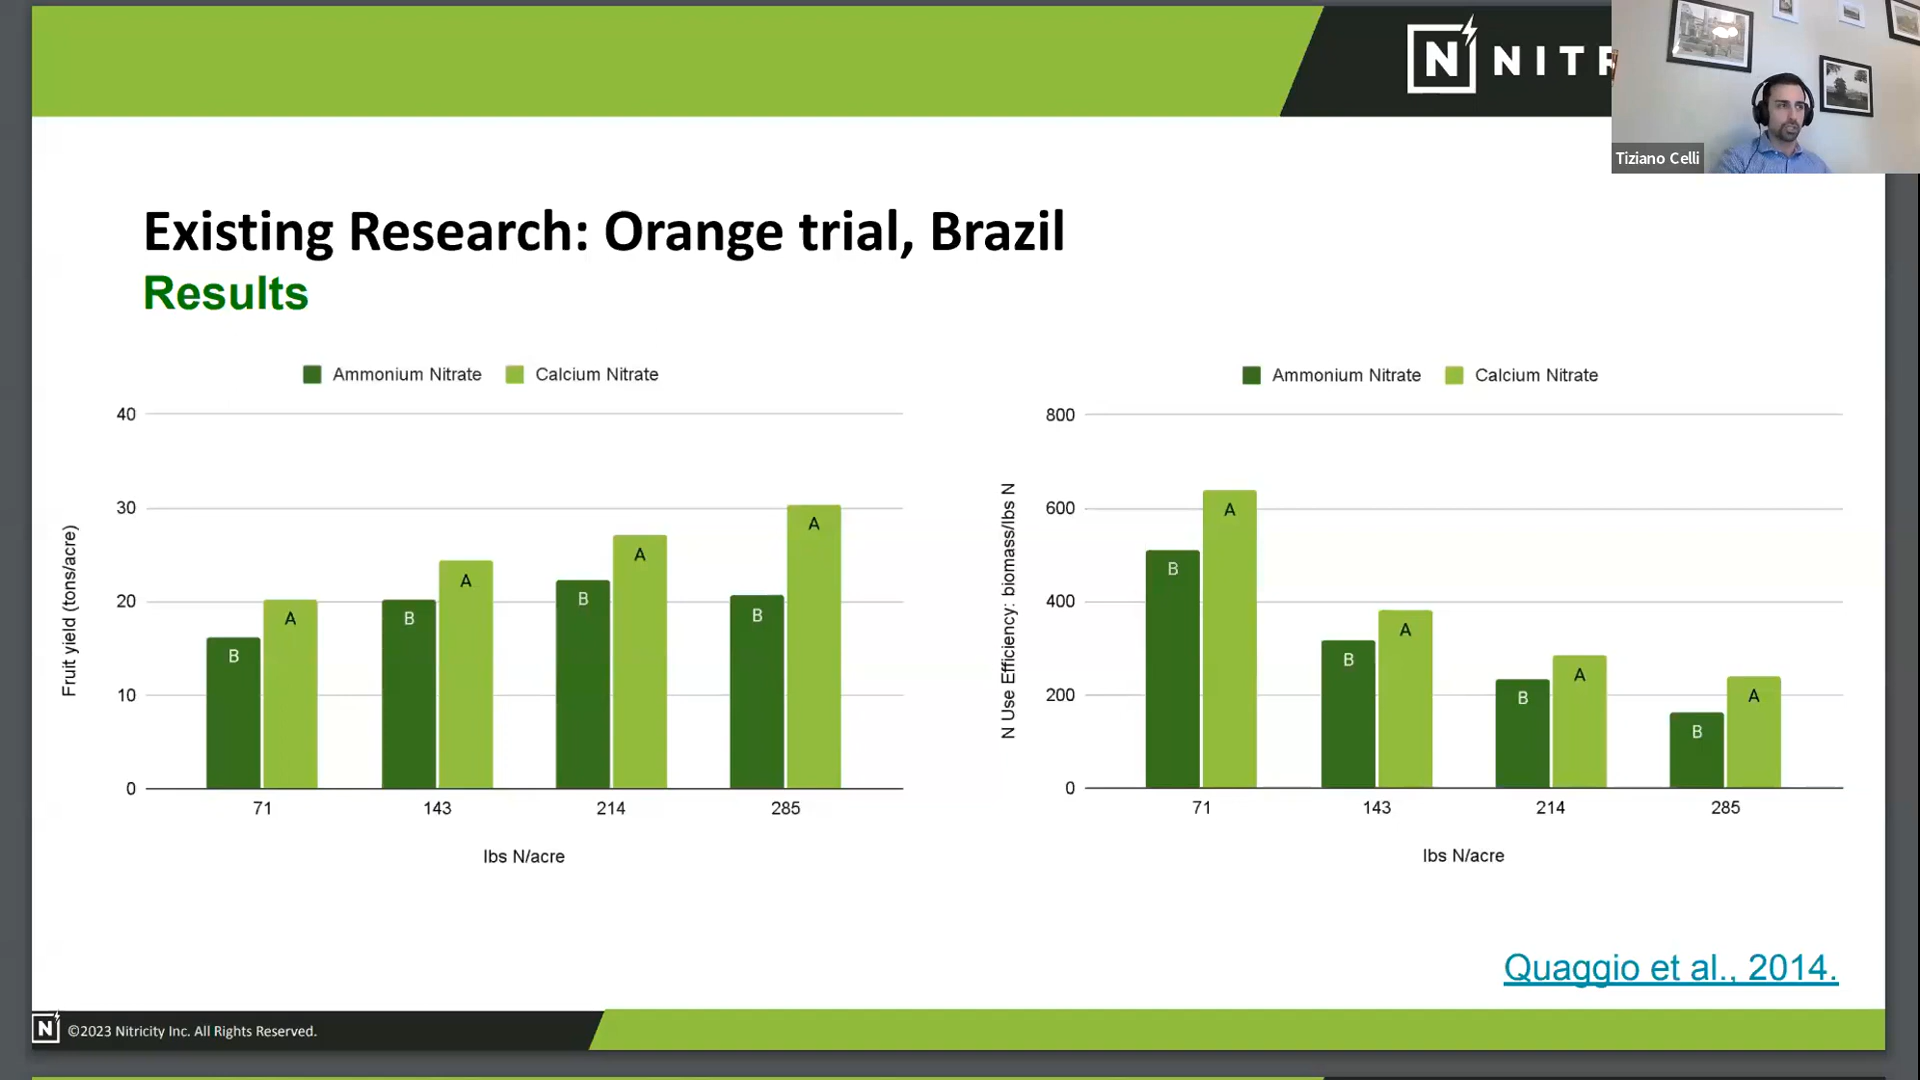 N NITR
Tiziano Celli
Existing Research: Orange trial, Brazil
Results
Ammonium Nitrate Calcium Nitrate
40
30
20
10
0
Fruit yield (tons/acre)
B A B A B A B A
71 143 214 285
lbs N/acre
Ammonium Nitrate Calcium Nitrate
800
600
400
200
0
N Use Efficiency: biomass/lbs N
B A B A B A B A
71 143 214 285
lbs N/acre
Quaggio et al., 2014.
N ©2023 Nitricity Inc. All Rights Reserved.